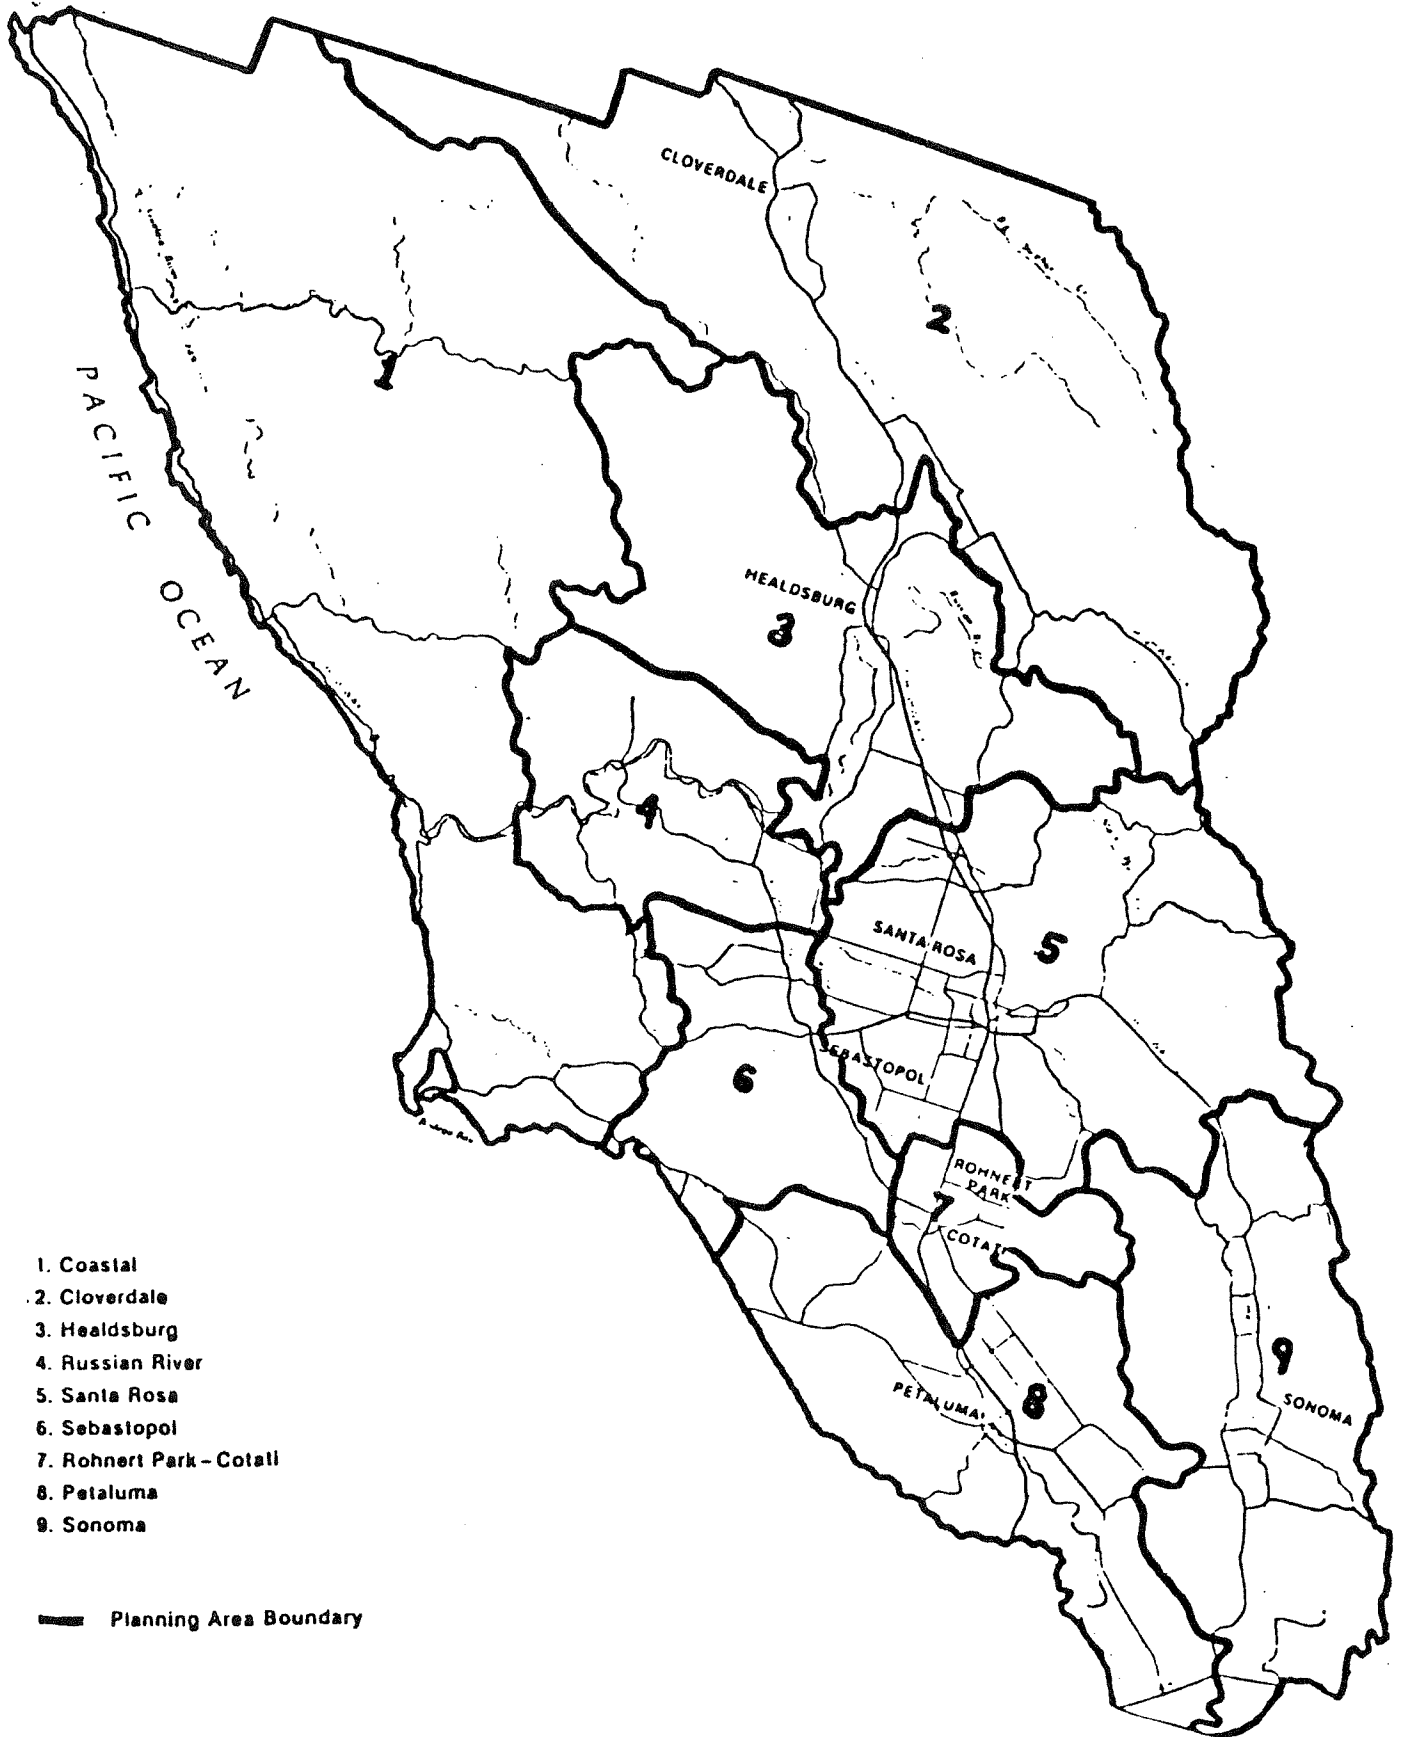 CLOVERDALE
2
1
PACIFIC OCEAN
HEALDSBURG
3
4
SANTA ROSA
5
SEBASTOPOL
6
ROHNERT
PARK
7
COTATI
9
SONOMA
PETALUMA
8
1. Coastal
2. Cloverdale
3. Healdsburg
4. Russian River
5. Santa Rosa
6. Sebastopol
7. Rohnert Park–Cotati
8. Petaluma
9. Sonoma
Planning Area Boundary